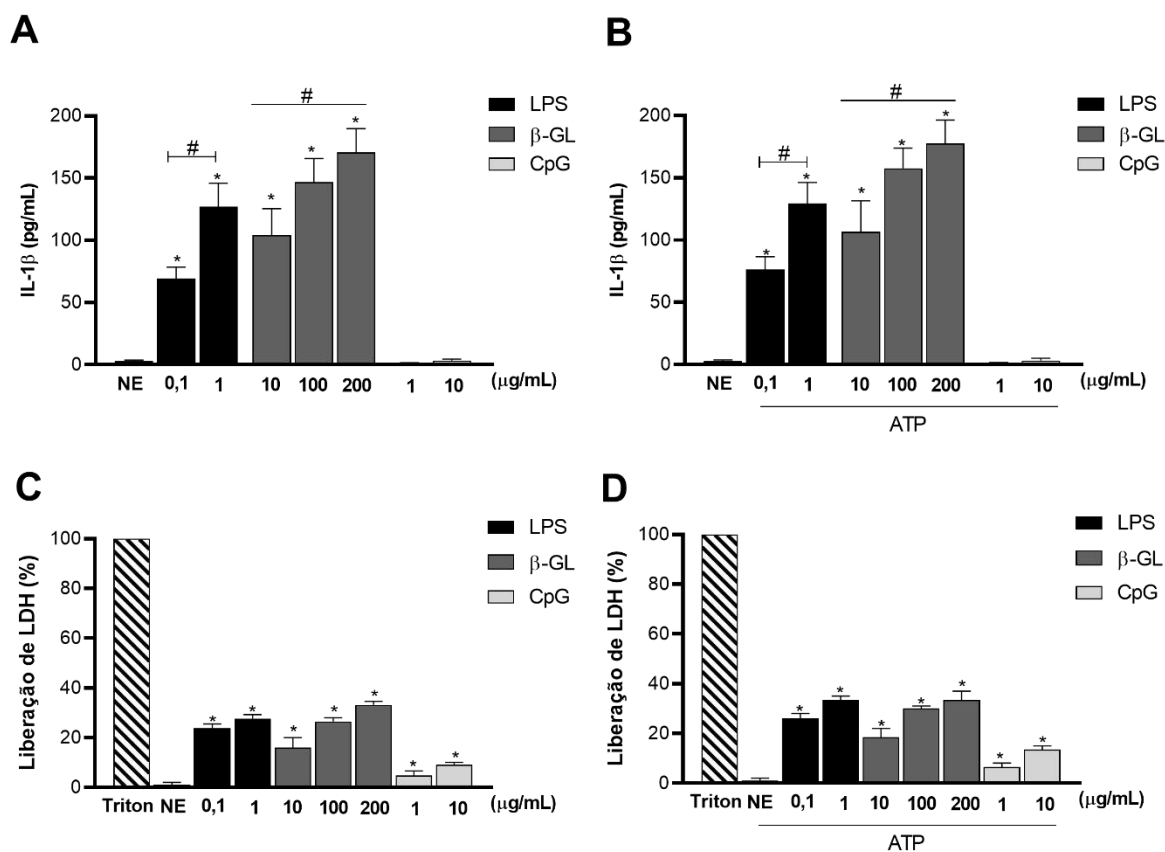 A
IL-1β (pg/mL)
200
150
100
50
0
#
#
* * * * *
LPS
β-GL
CpG
NE 0,1 1 10 100 200 1 10 (μg/mL)
B
IL-1β (pg/mL)
200
150
100
50
0
#
#
* * * * *
LPS
β-GL
CpG
NE 0,1 1 10 100 200 1 10 (μg/mL)
ATP
C
Liberação de LDH (%)
100
80
60
40
20
0
* * * * * * *
LPS
β-GL
CpG
Triton NE 0,1 1 10 100 200 1 10 (μg/mL)
D
Liberação de LDH (%)
100
80
60
40
20
0
* * * * * * *
LPS
β-GL
CpG
Triton NE 0,1 1 10 100 200 1 10 (μg/mL)
ATP